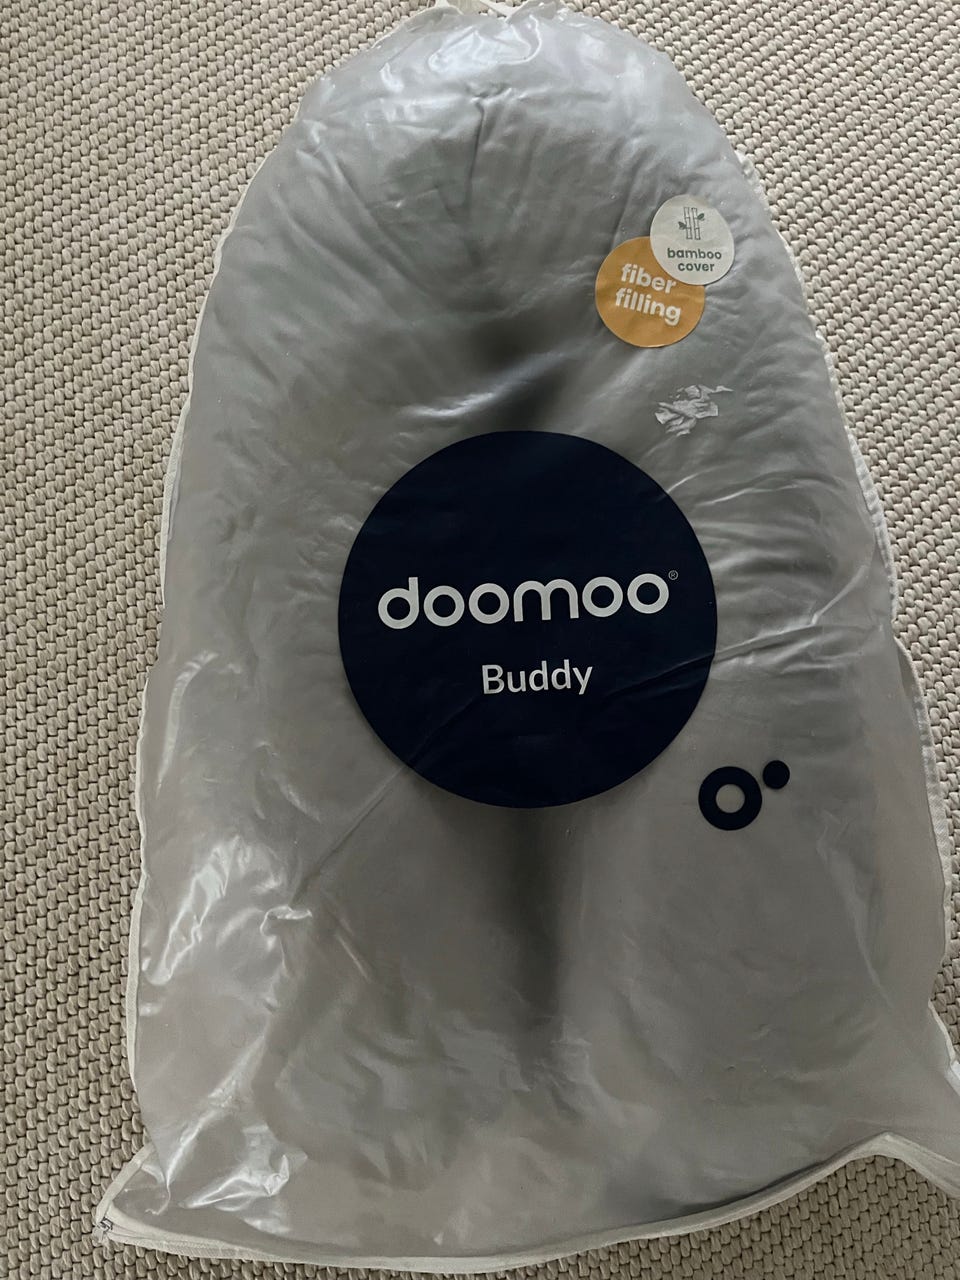 bamboo
cover
fiber
filling
doomoo®
Buddy